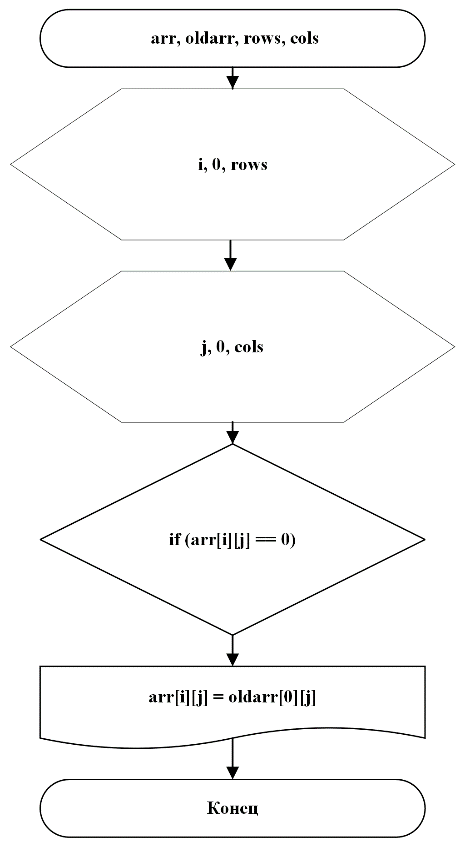 arr, oldarr, rows, cols
i, 0, rows
j, 0, cols
if (arr[i][j] == 0)
arr[i][j] = oldarr[0][j]
Конец